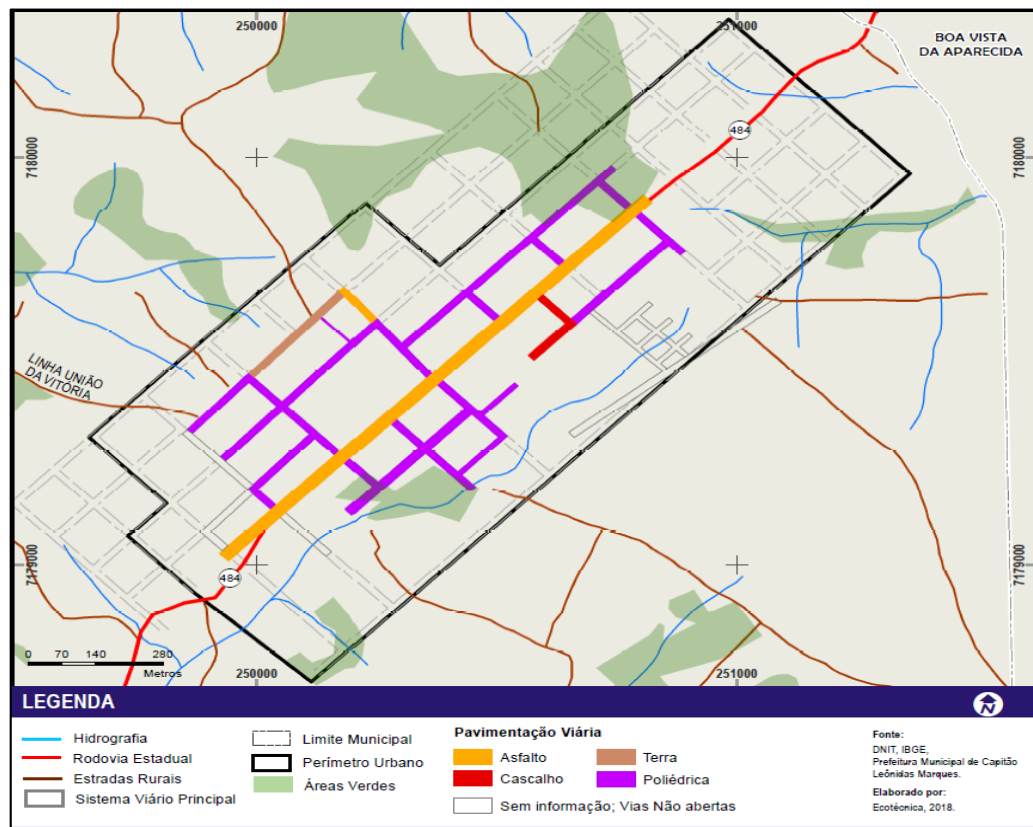 250000
251000
BOA VISTA
DA APARECIDA
484
7180000
7180000
LINHA UNIÃO
DA VITÓRIA
7179000
7179000
484
0 70 140 280
Metros
250000
251000
LEGENDA
N
Hidrografia
Rodovia Estadual
Estradas Rurais
Sistema Viário Principal
Limite Municipal
Perímetro Urbano
Áreas Verdes
Pavimentação Viária
Asfalto
Terra
Cascalho
Poliédrica
Sem informação; Vias Não abertas
Fonte:
DNIT, IBGE,
Prefeitura Municipal de Capitão
Leônidas Marques.
Elaborado por:
Ecotécnica, 2018.